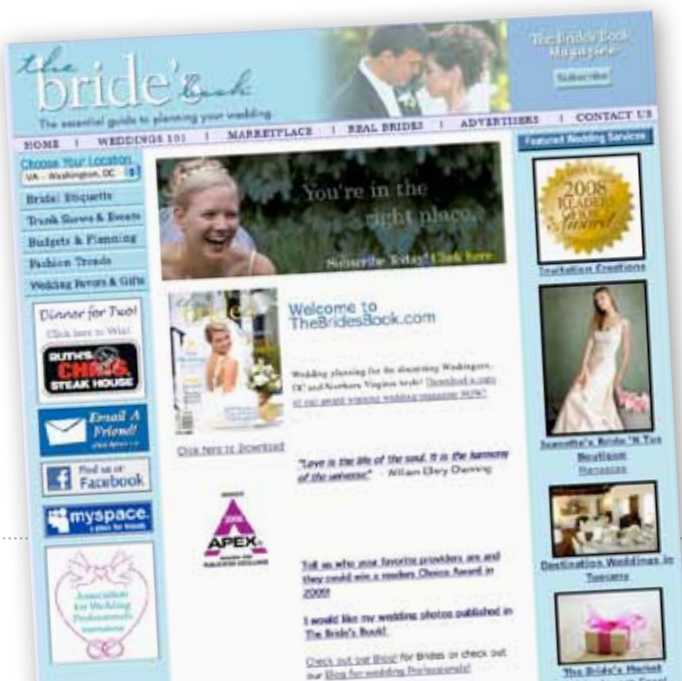 the bride's book
The essential guide to planning your wedding.
The Bride's Book
Magazine
Subscribe
HOME | WEDDINGS 101 | MARKETPLACE | REAL BRIDES | ADVERTISERS | CONTACT US
Choose Your Location
VA - Washington, DC
Bridal Etiquette
Trunk Shows & Events
Budgets & Planning
Fashion Trends
Wedding Favors & Gifts
Dinner for Two!
Click here to Win!
RUTH'S
CHRIS
STEAK HOUSE
Email A
Friend!
Find us on
Facebook
myspace.
a place for friends
Association
for Wedding
Professionals
You're in the
right place.
Subscribe Today! Click here
Click here to Download
Welcome to
TheBridesBook.com
Wedding planning for the discerning Washington,
DC and Northern Virginia bride! Download a copy
of our award winning wedding magazine NOW!
"Love is the life of the soul. It is the harmony
of the universe." - William Ellery Channing
2008
APEX
Tell us who your favorite providers are and
they could win a readers Choice Award in
2009!
I would like my wedding photos published in
The Bride's Book!
Check out our Blog! for Brides or check out
our Blog for wedding Professionals!
Featured Wedding Services
2008
READERS
CHOICE
Award
Invitation Creations
Jeanette's Bride 'N Tux
Boutique
Manassas
Destination Weddings in
Tuscany
The Bride's Market